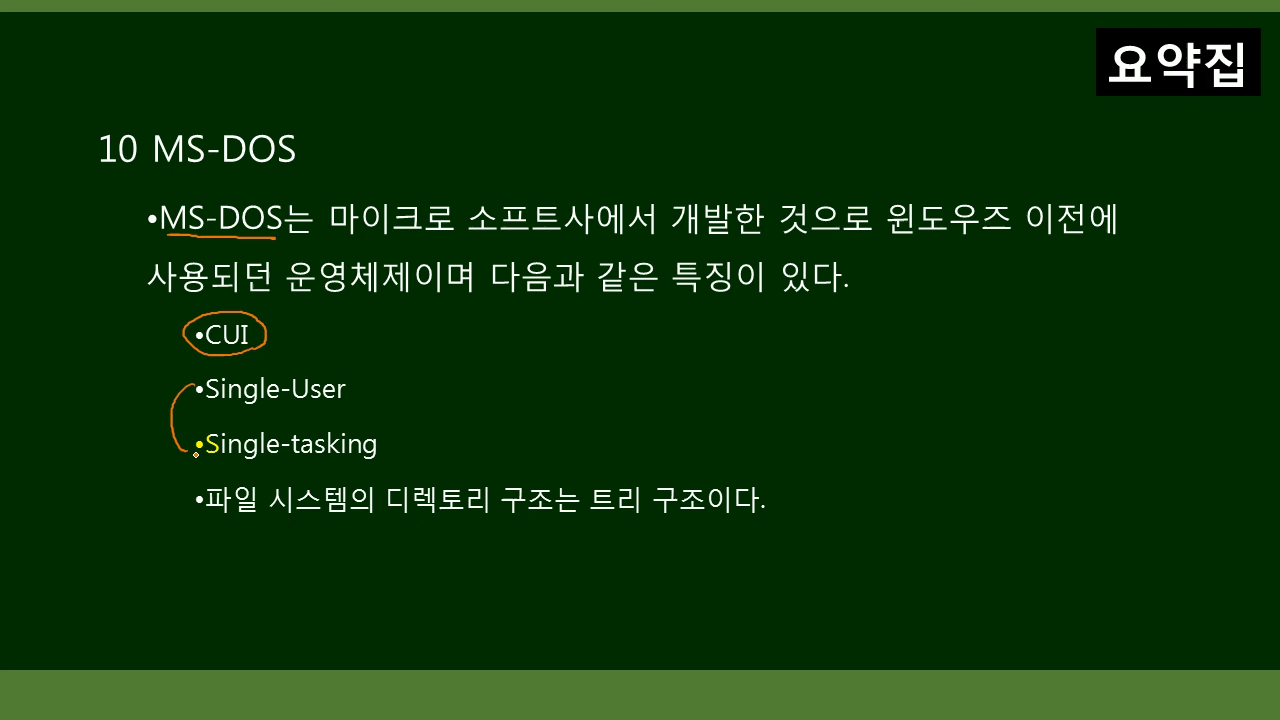 요약집
10 MS-DOS
•MS-DOS는 마이크로 소프트사에서 개발한 것으로 윈도우즈 이전에
사용되던 운영체제이며 다음과 같은 특징이 있다.
•CUI
•Single-User
•Single-tasking
•파일 시스템의 디렉토리 구조는 트리 구조이다.